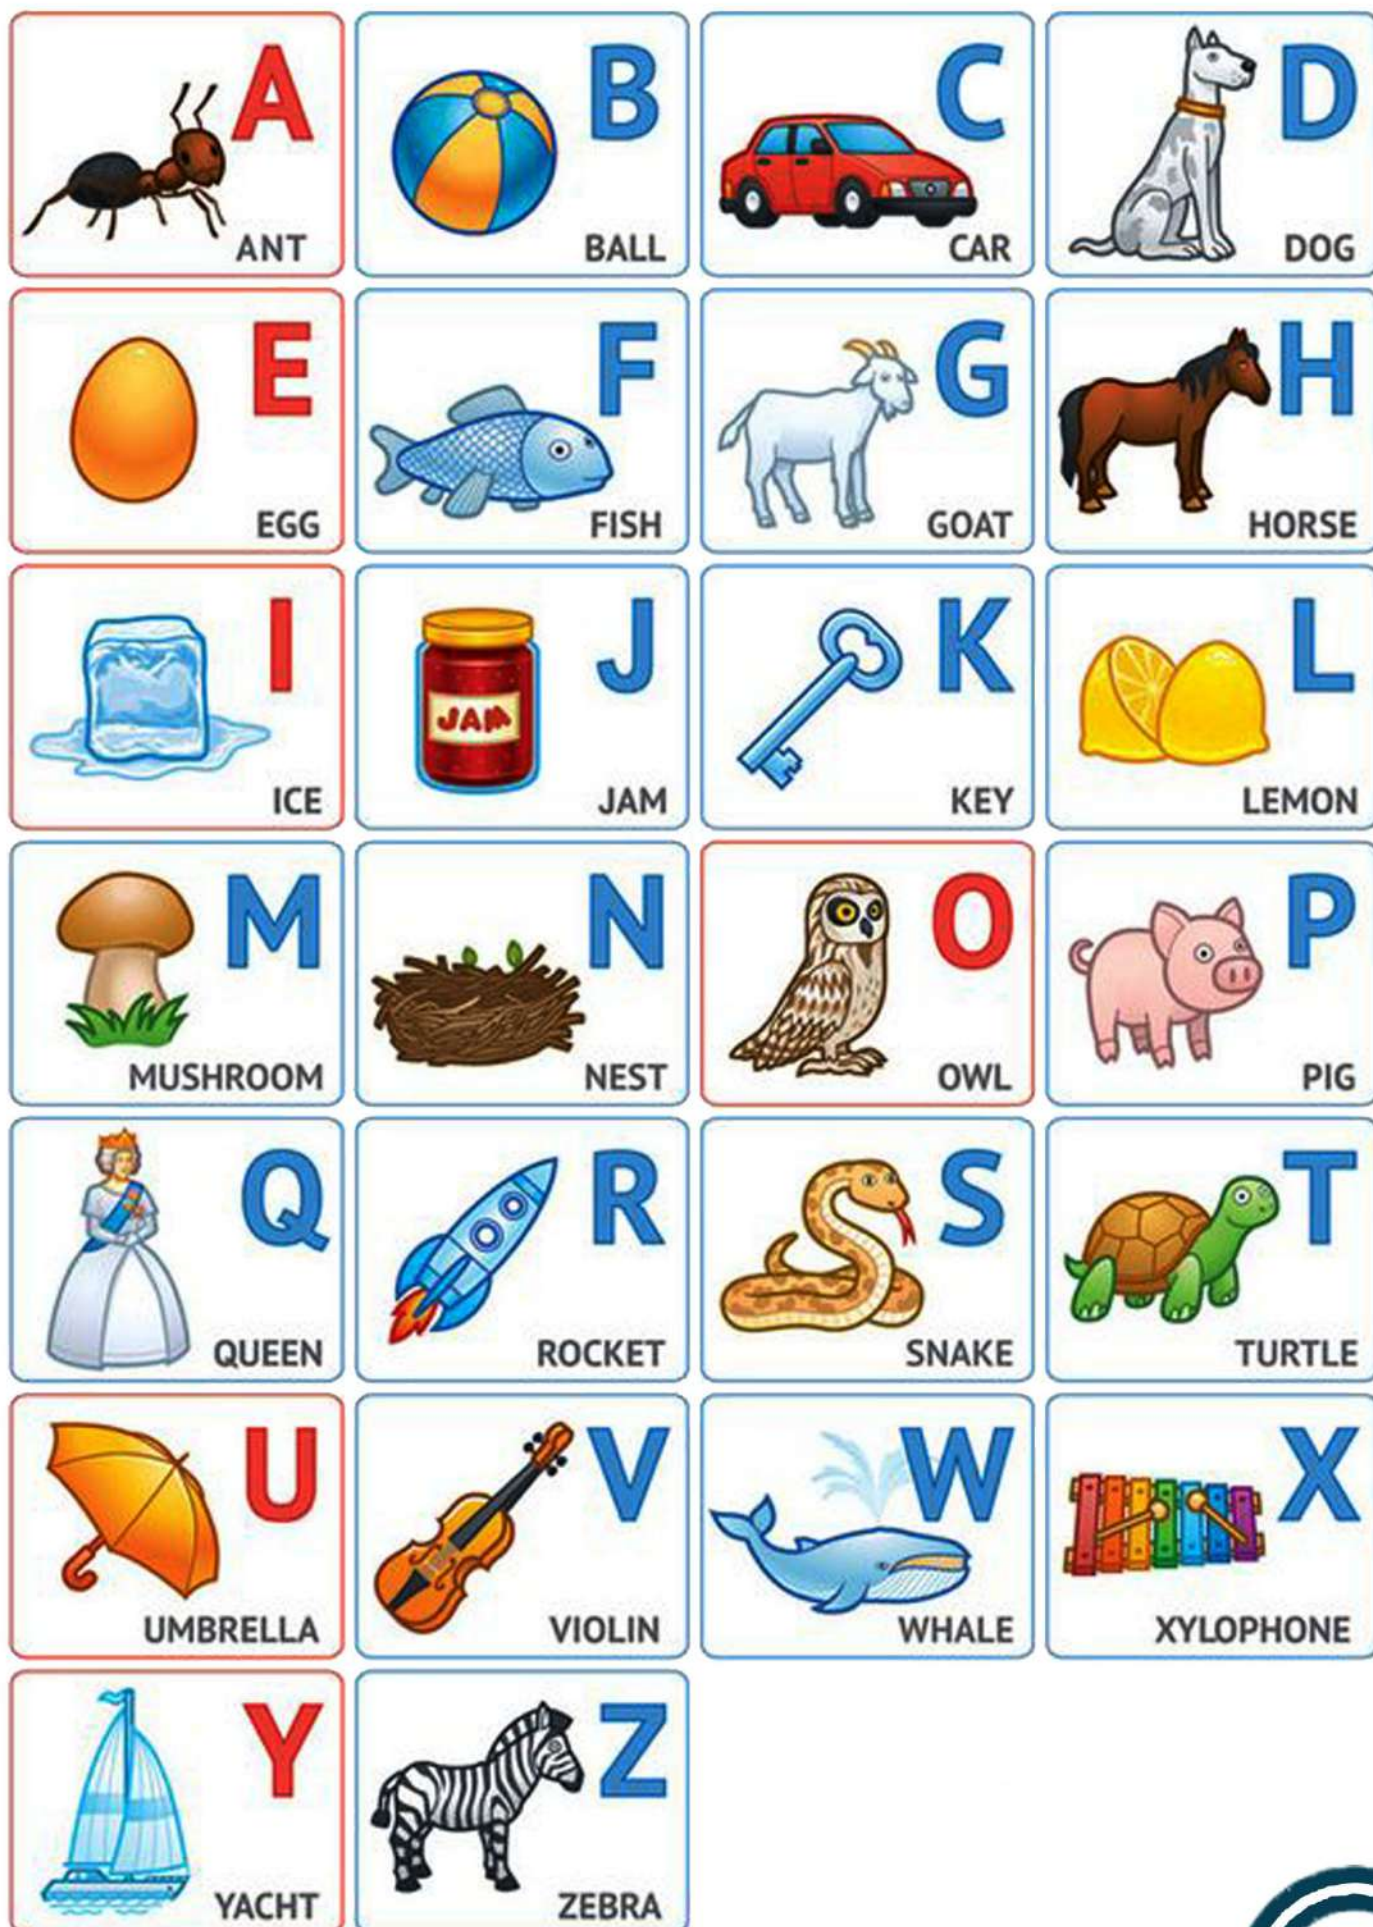 A
ANT
B
BALL
C
CAR
D
DOG
E
EGG
F
FISH
G
GOAT
H
HORSE
I
ICE
J
JAM
JAM
K
KEY
L
LEMON
M
MUSHROOM
N
NEST
O
OWL
P
PIG
Q
QUEEN
R
ROCKET
S
SNAKE
T
TURTLE
U
UMBRELLA
V
VIOLIN
W
WHALE
X
XYLOPHONE
Y
YACHT
Z
ZEBRA